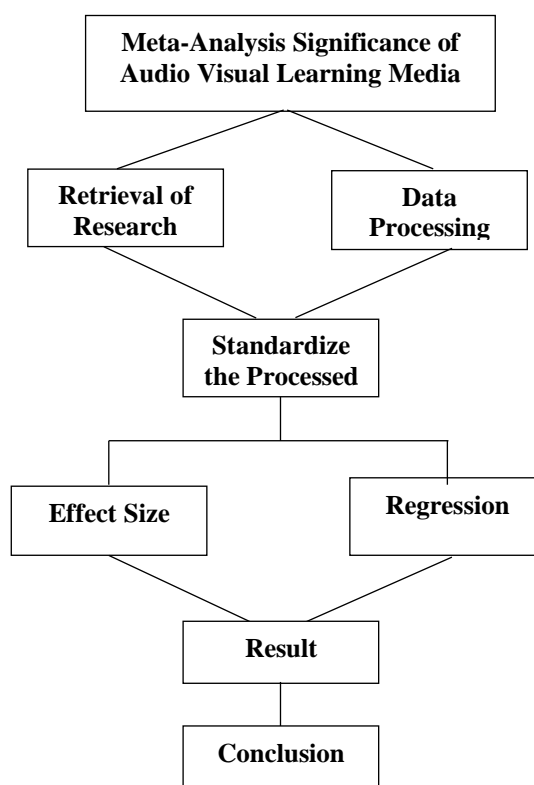 Meta-Analysis Significance of
Audio Visual Learning Media
Retrieval of
Research
Data
Processing
Standardize
the Processed
Effect Size
Regression
Result
Conclusion